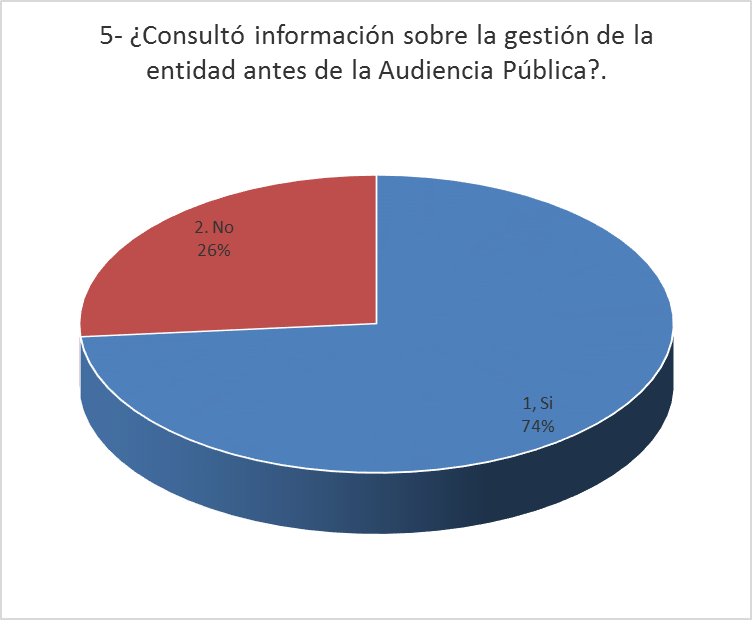 5- ¿Consultó información sobre la gestión de la
entidad antes de la Audiencia Pública?.
2. No
26%
1, Si
74%